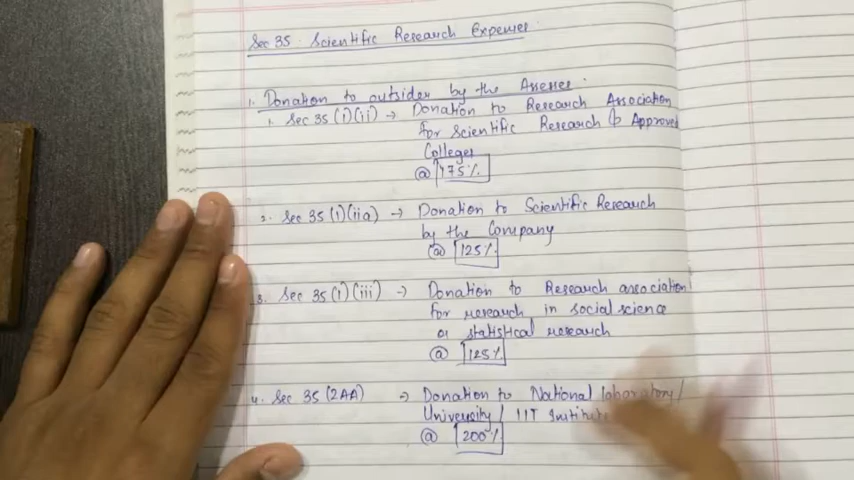 Sec 35. Scientific Research Expenses.
1. Donation to outsider by the Assessee.
1. Sec 35(1)(ii) → Donation to Research Association
for Scientific Research & Approved
Colleges
@ 175%.
2. Sec 35(1)(iia) → Donation to Scientific Research
by the Company
@ 125%.
3. Sec 35(1)(iii) → Donation to Research association
for research in social science
or statistical research
@ 125%
4. Sec 35(2AA) → Donation to National laboratory/
University/ IIT Institute
@ 200%